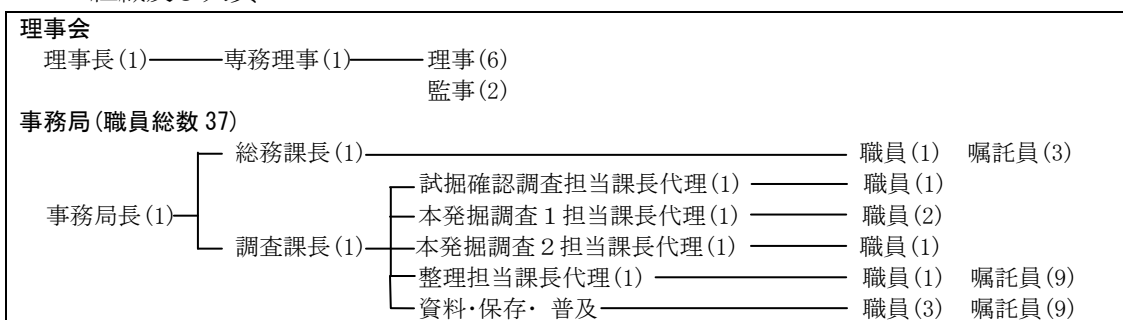 理事会
理事長(1)―――専務理事(1)―――理事(6)
監事(2)
事務局(職員総数 37)
総務課長(1) 職員(1) 嘱託員(3)
試掘確認調査担当課長代理(1) 職員(1)
事務局長(1) 本発掘調査1担当課長代理(1) 職員(2)
調査課長(1) 本発掘調査2担当課長代理(1) 職員(1)
整理担当課長代理(1) 職員(1) 嘱託員(9)
資料・保存・ 普及 職員(3) 嘱託員(9)